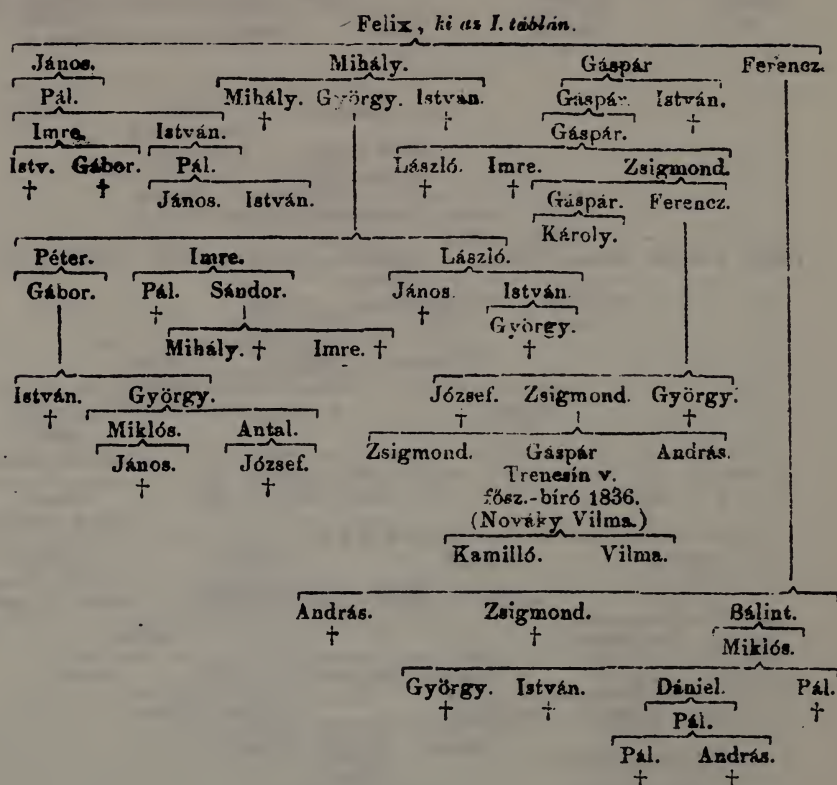 Felix, ki az I. táblán.
János. Mihály. Gáspár Ferencz.
Pál. Mihály. György. István. Gáspár. István.
† † †
Imre. István. Gáspár.
Istv. Gábor. Pál. László. Imre. Zsigmond.
† † † †
János. István. Gáspár. Ferencz.
Károly.
Péter. Imre. László.
Gábor. Pál. Sándor. János. István.
† †
György.
†
Mihály. † Imre. †
István. György. József. Zsigmond. György.
† † †
Miklós. Antal.
János. József. Zsigmond. Gáspár András.
† †
Trencsín v.
fősz.-bíró 1836.
(Nováky Vilma.)
Kamilló. Vilma.
András. Zsigmond. Bálint.
† †
Miklós.
György. István. Dániel. Pál.
† † †
Pál.
Pál. András.
† †